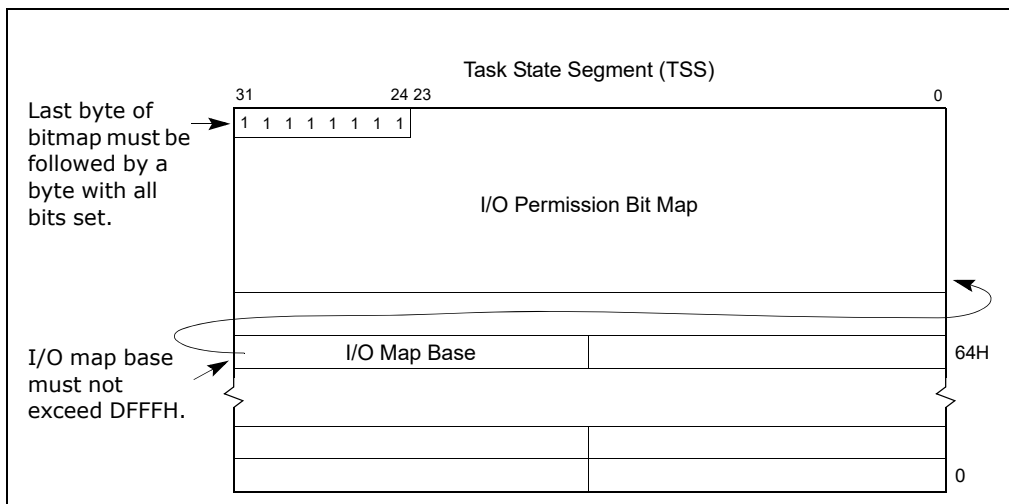 Task State Segment (TSS)
31 24 23 0
Last byte of
bitmap must be
followed by a
byte with all
bits set.
1 1 1 1 1 1 1 1
I/O Permission Bit Map
I/O map base
must not
exceed DFFFH.
I/O Map Base
64H
0